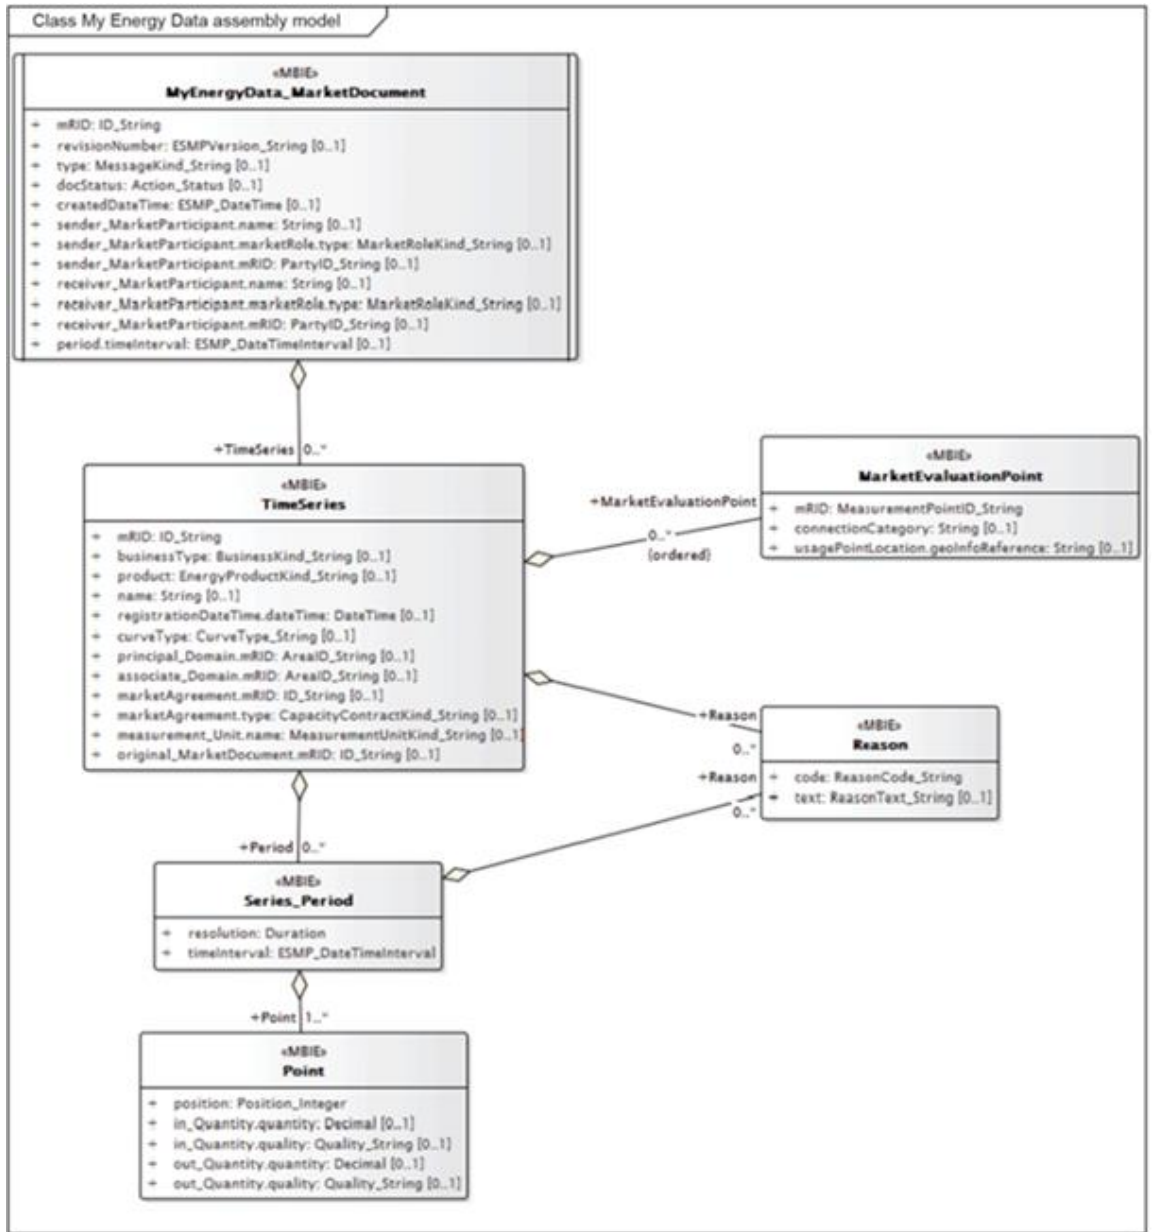 Class My Energy Data assembly model
«MBIE»
MyEnergyData_MarketDocument
+ mRID: ID_String
+ revisionNumber: ESMPVersion_String [0..1]
+ type: MessageKind_String [0..1]
+ docStatus: Action_Status [0..1]
+ createdDateTime: ESMP_DateTime [0..1]
+ sender_MarketParticipant.name: String [0..1]
+ sender_MarketParticipant.marketRole.type: MarketRoleKind_String [0..1]
+ sender_MarketParticipant.mRID: PartyID_String [0..1]
+ receiver_MarketParticipant.name: String [0..1]
+ receiver_MarketParticipant.marketRole.type: MarketRoleKind_String [0..1]
+ receiver_MarketParticipant.mRID: PartyID_String [0..1]
+ period.timeInterval: ESMP_DateTimeInterval [0..1]
+TimeSeries 0..*
«MBIE»
TimeSeries
+ mRID: ID_String
+ businessType: BusinessKind_String [0..1]
+ product: EnergyProductKind_String [0..1]
+ name: String [0..1]
+ registrationDateTime.dateTime: DateTime [0..1]
+ curveType: CurveType_String [0..1]
+ principal_Domain.mRID: AreaID_String [0..1]
+ associate_Domain.mRID: AreaID_String [0..1]
+ marketAgreement.mRID: ID_String [0..1]
+ marketAgreement.type: CapacityContractKind_String [0..1]
+ measurement_Unit.name: MeasurementUnitKind_String [0..1]
+ original_MarketDocument.mRID: ID_String [0..1]
+MarketEvaluationPoint
0..*
{ordered}
«MBIE»
MarketEvaluationPoint
+ mRID: MeasurementPointID_String
+ connectionCategory: String [0..1]
+ usagePointLocation.geoInfoReference: String [0..1]
+Reason
0..*
+Reason
0..*
«MBIE»
Reason
+ code: ReasonCode_String
+ text: ReasonText_String [0..1]
+Period 0..*
«MBIE»
Series_Period
+ resolution: Duration
+ timeInterval: ESMP_DateTimeInterval
+Point 1..*
«MBIE»
Point
+ position: Position_Integer
+ in_Quantity.quantity: Decimal [0..1]
+ in_Quantity.quality: Quality_String [0..1]
+ out_Quantity.quantity: Decimal [0..1]
+ out_Quantity.quality: Quality_String [0..1]